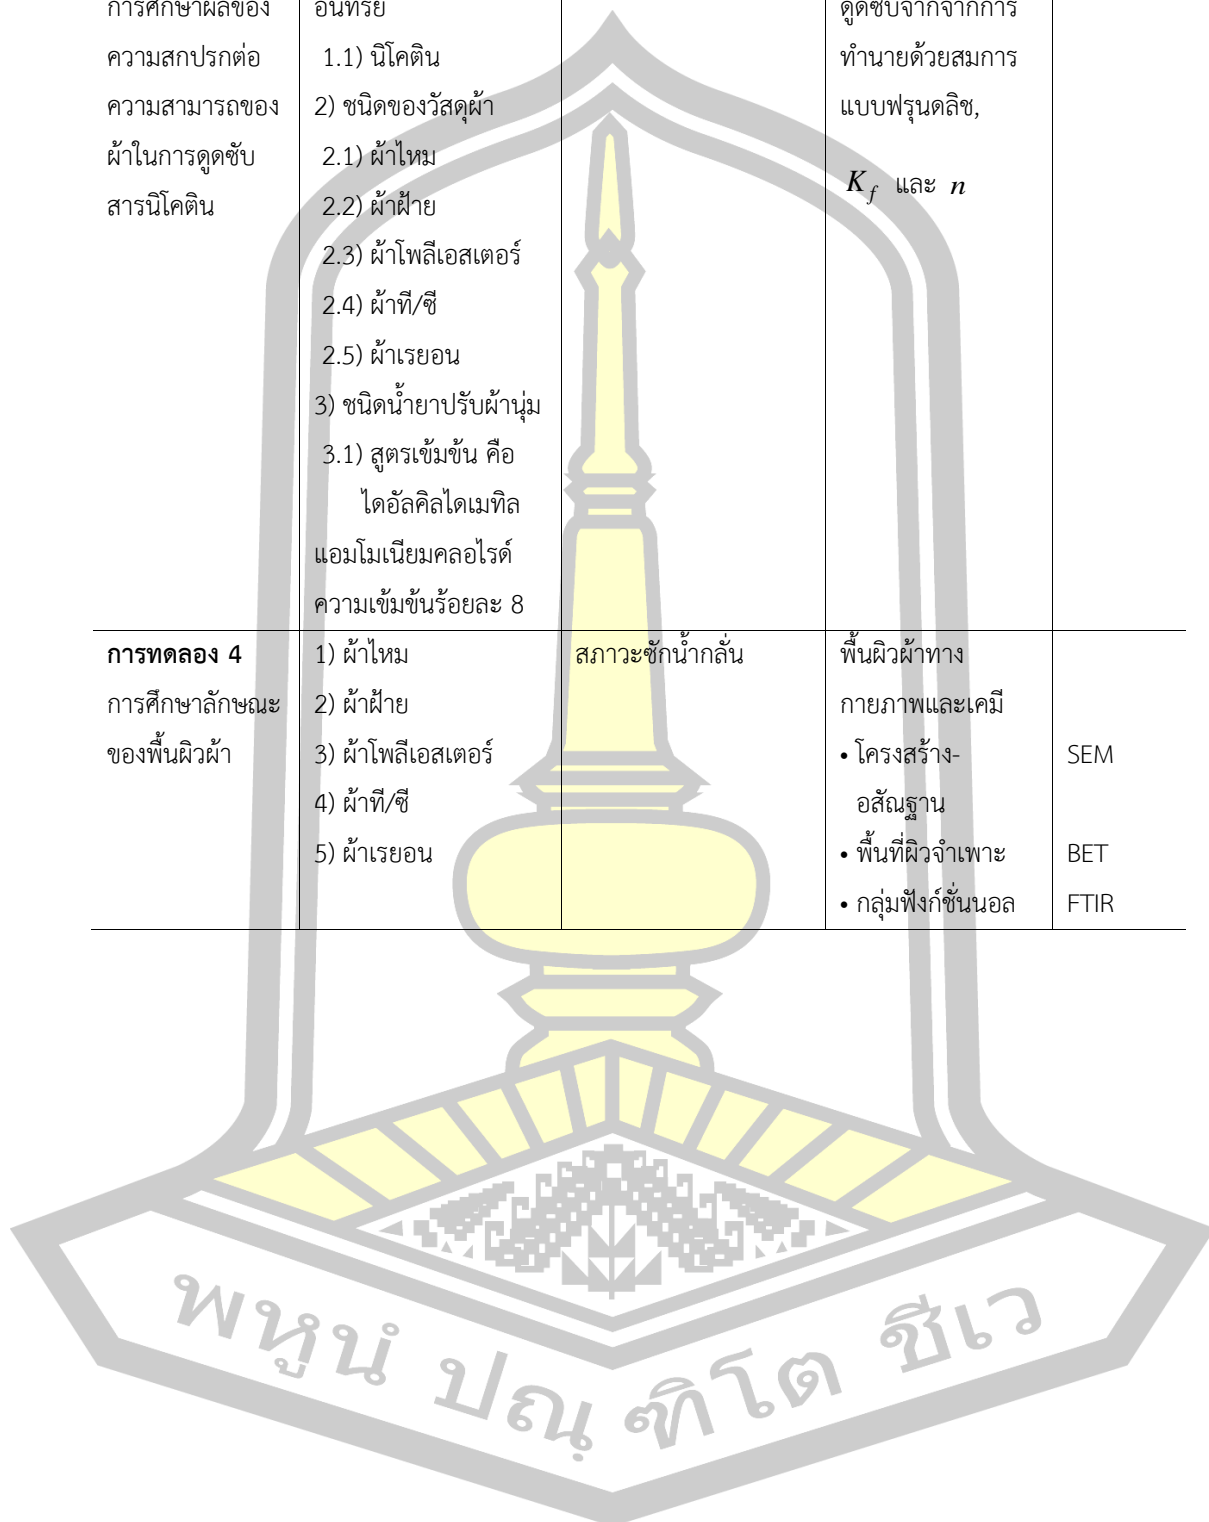 การศึกษาผลของ
ความสกปรกต่อ
ความสามารถของ
ผ้าในการดูดซับ
สารนิโคติน
อินทรีย์
1.1) นิโคติน
2) ชนิดของวัสดุผ้า
2.1) ผ้าไหม
2.2) ผ้าฝ้าย
2.3) ผ้าโพลีเอสเตอร์
2.4) ผ้าที/ซี
2.5) ผ้าเรยอน
3) ชนิดน้ำยาปรับผ้านุ่ม
3.1) สูตรเข้มข้น คือ
ไดอัลคิลไดเมทิล
แอมโมเนียมคลอไรด์
ความเข้มข้นร้อยละ 8
ดูดซับจากจากการ
ทำนายด้วยสมการ
แบบฟรุนดลิช,
K_f และ n
การทดลอง 4
การศึกษาลักษณะ
ของพื้นผิวผ้า
1) ผ้าไหม
2) ผ้าฝ้าย
3) ผ้าโพลีเอสเตอร์
4) ผ้าที/ซี
5) ผ้าเรยอน
สภาวะซักน้ำกลั่น
พื้นผิวผ้าทาง
กายภาพและเคมี
• โครงสร้าง-
อสัณฐาน
• พื้นที่ผิวจำเพาะ
• กลุ่มฟังก์ชั่นนอล
SEM
BET
FTIR
พหูนํ ปณฺฑิโต ชีเว